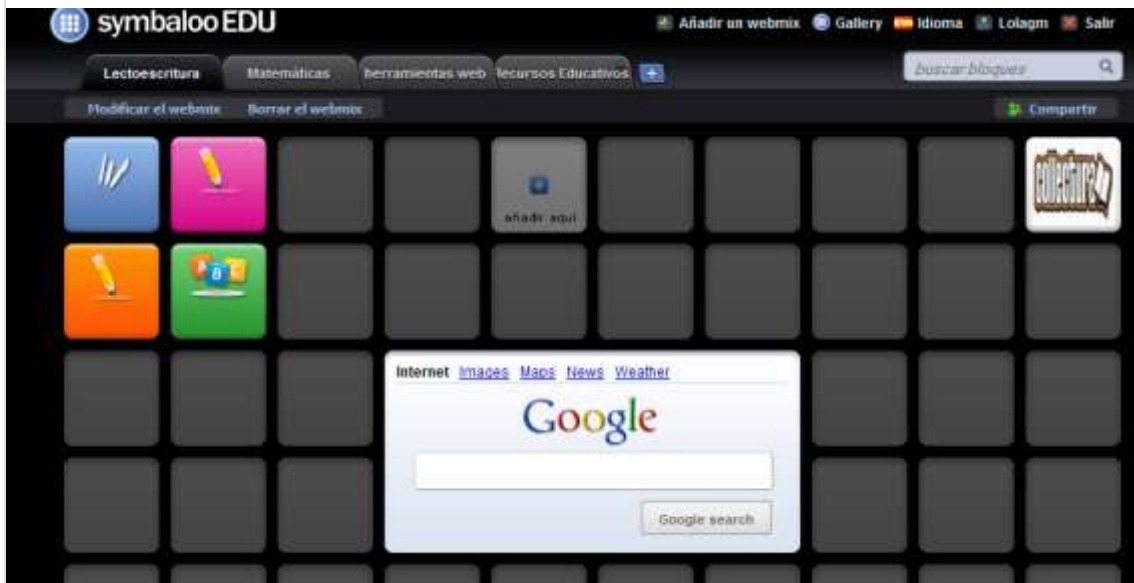 symbaloo EDU
Añadir un webmix Gallery Idioma Lolagm Salir
Lectoescritura Matemáticas herramientas web Recursos Educativos
buscar bloques
Modificar el webmix Borrar el webmix Compartir
añadir aquí
A B C
Internet Images Maps News Weather
Google
Google search